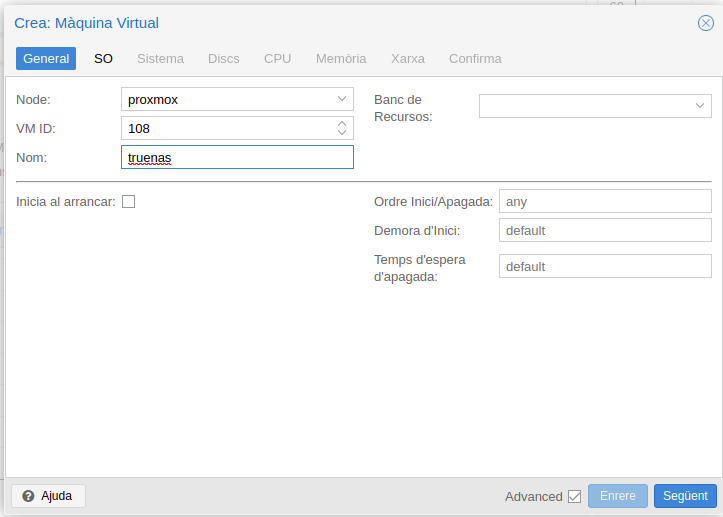 Crea: Màquina Virtual
General SO Sistema Discs CPU Memòria Xarxa Confirma
Node: proxmox
VM ID: 108
Nom: truenas
Banc de
Recursos:
Inicia al arrancar:
Ordre Inici/Apagada: any
Demora d'Inici: default
Temps d'espera
d'apagada: default
Ajuda Advanced Enrere Següent